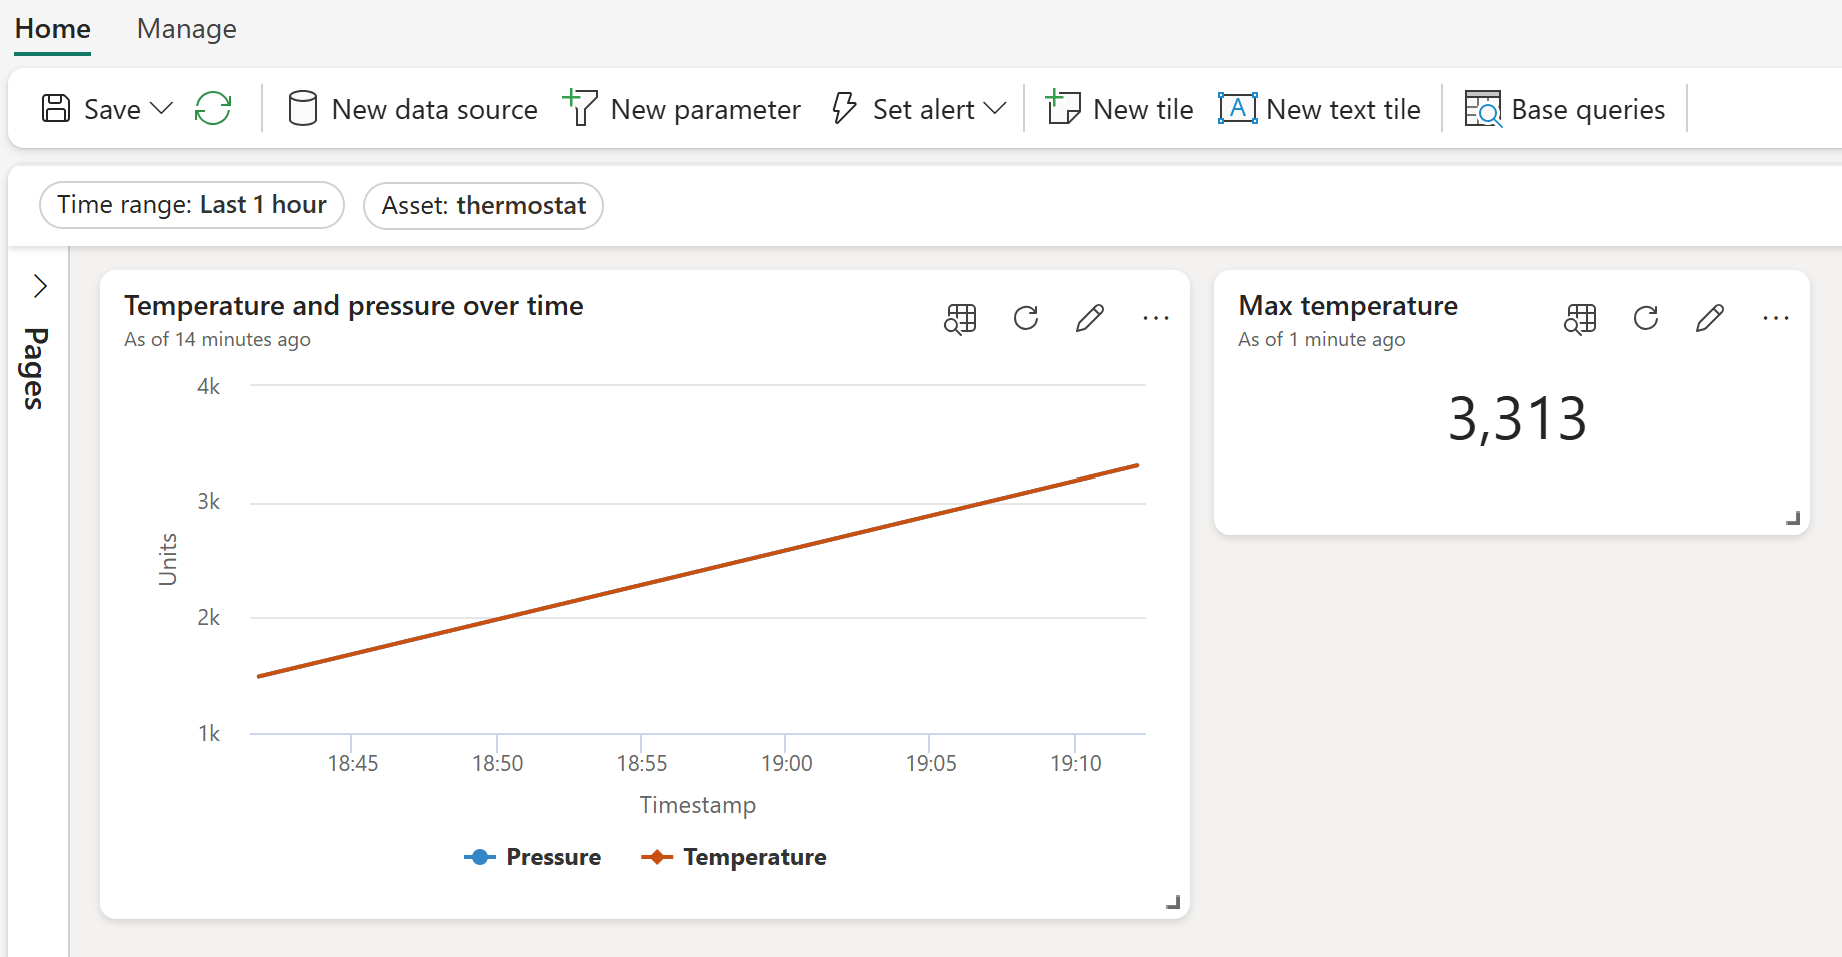 Home Manage
Save New data source New parameter Set alert New tile New text tile Base queries
Time range: Last 1 hour Asset: thermostat
Pages
Temperature and pressure over time
As of 14 minutes ago
4k
3k
2k
1k
Units
18:45 18:50 18:55 19:00 19:05 19:10
Timestamp
Pressure Temperature
Max temperature
As of 1 minute ago
3,313